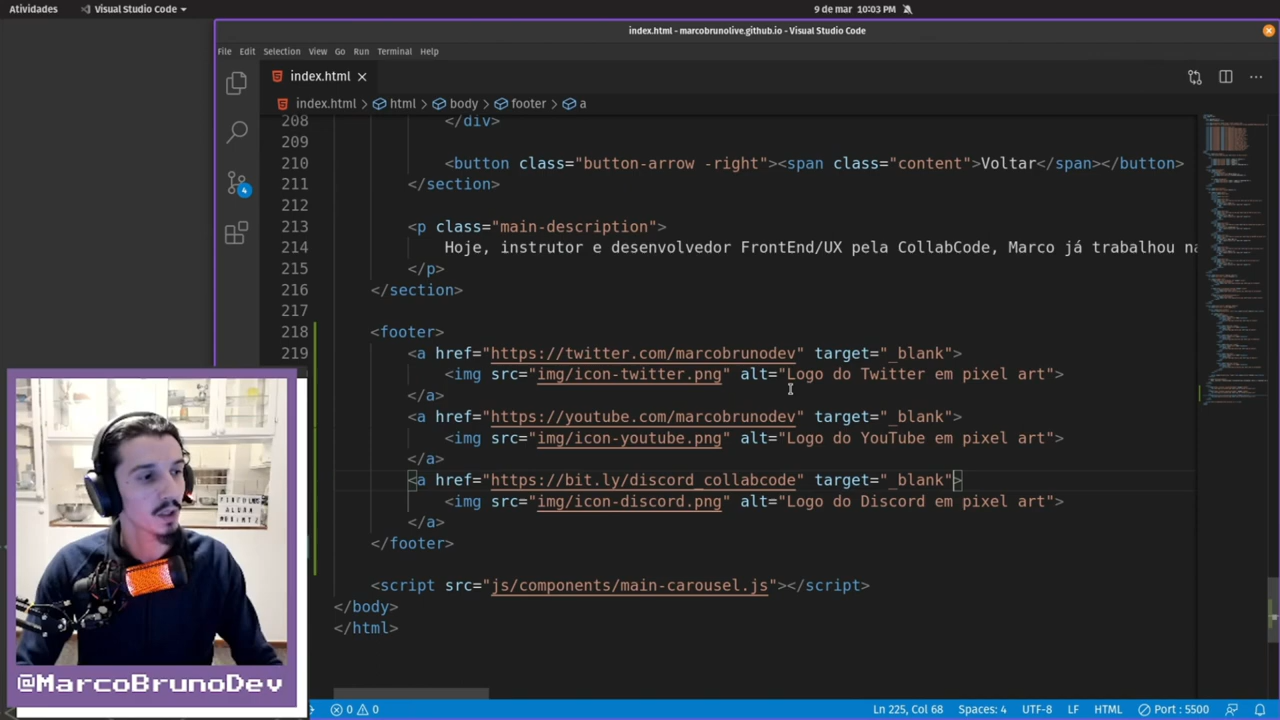 Atividades
Visual Studio Code
9 de mar 10:03 PM
index.html - marcobrunolive.github.io - Visual Studio Code
File Edit Selection View Go Run Terminal Help
index.html
index.html > html > body > footer > a
208 </div>
209
210 <button class="button-arrow -right"><span class="content">Voltar</span></button>
211 </section>
212
213 <p class="main-description">
214 Hoje, instrutor e desenvolvedor FrontEnd/UX pela CollabCode, Marco já trabalhou na
215 </p>
216 </section>
217
218 <footer>
219 <a href="https://twitter.com/marcobrunodev" target="_blank">
<img src="img/icon-twitter.png" alt="Logo do Twitter em pixel art">
</a>
<a href="https://youtube.com/marcobrunodev" target="_blank">
<img src="img/icon-youtube.png" alt="Logo do YouTube em pixel art">
</a>
<a href="https://bit.ly/discord_collabcode" target="_blank">
<img src="img/icon-discord.png" alt="Logo do Discord em pixel art">
</a>
</footer>
<script src="js/components/main-carousel.js"></script>
</body>
</html>
4
@MarcoBrunoDev
0 0
Ln 225, Col 68 Spaces: 4 UTF-8 LF HTML Port : 5500